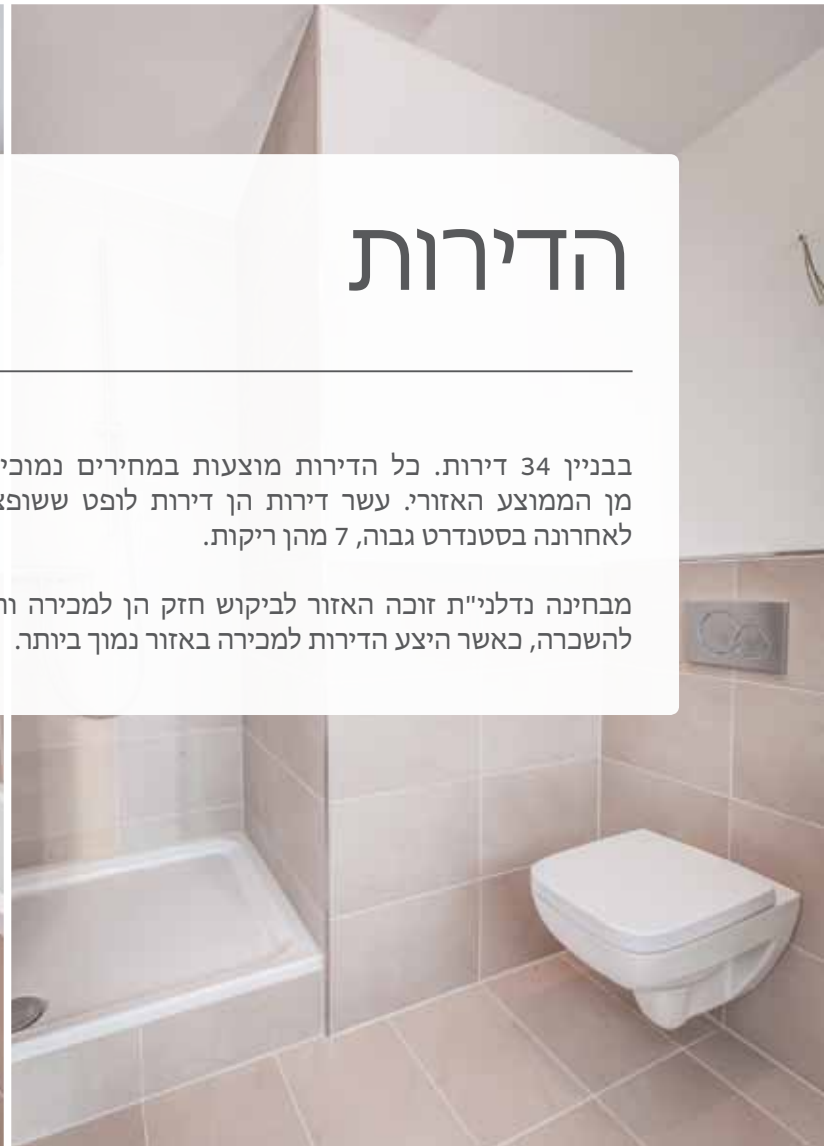 הדירות
בבניין 34 דירות. כל הדירות מוצעות במחירים
מן הממוצע האזורי. עשר דירות הן דירות לופט
לאחרונה בסטנדרט גבוה, 7 מהן ריקות.
מבחינה נדלני"ת זוכה האזור לביקוש חזק הן למכירה
להשכרה, כאשר היצע הדירות למכירה באזור נמוך ביותר.